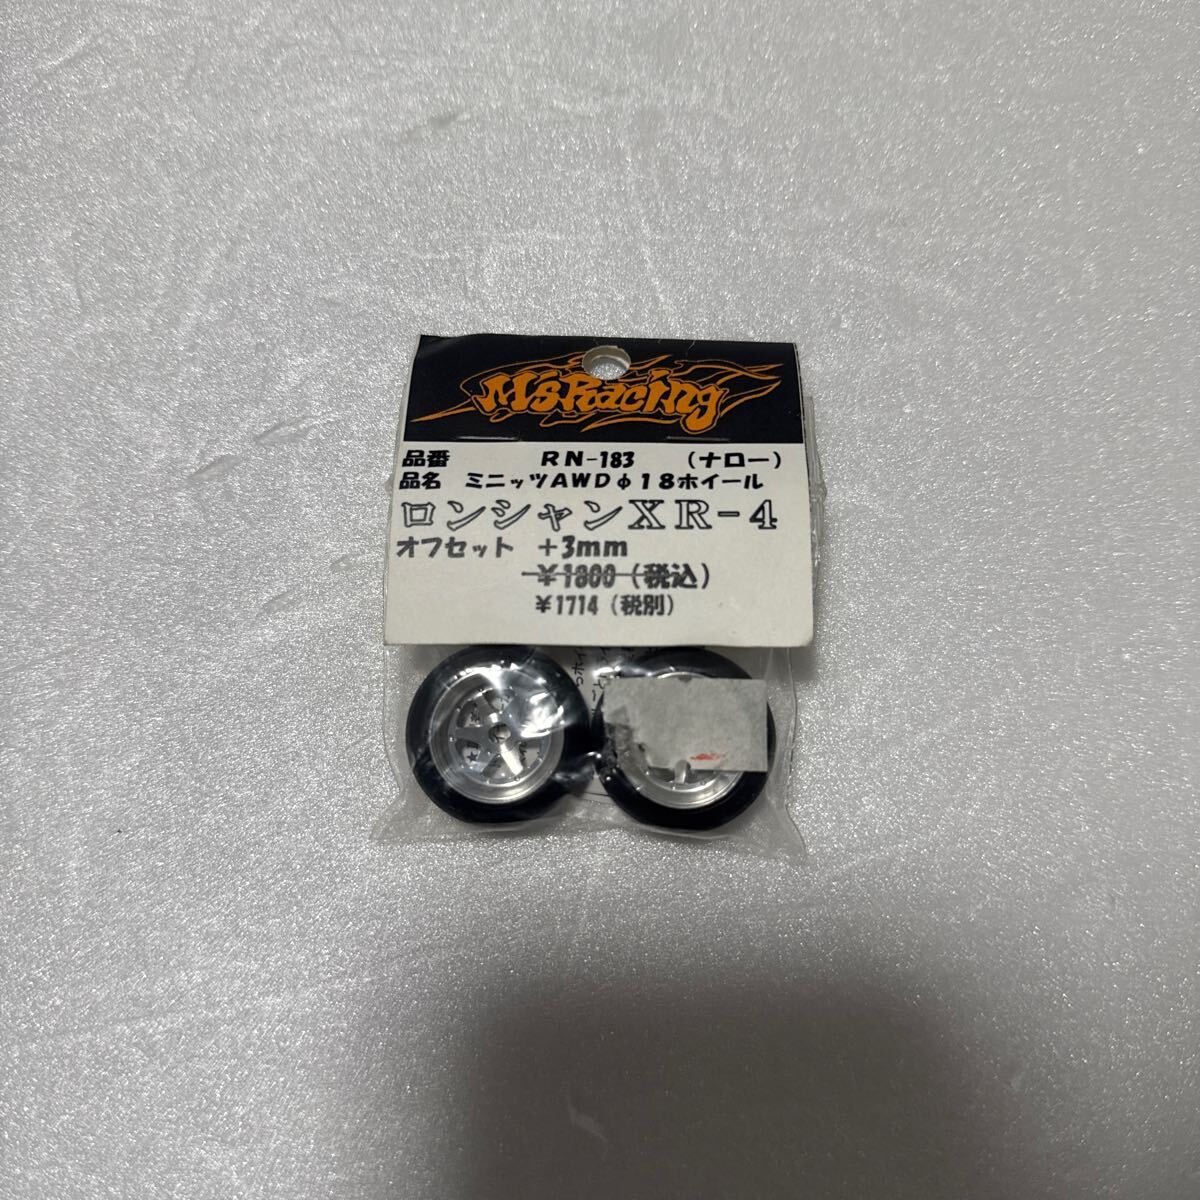 M'sRacing
品番 RN-183 （ナロー）
品名 ミニッツAWDφ18ホイール
ロンシャンXR-4
オフセット +3mm
¥1800（税込）
¥1714（税別）